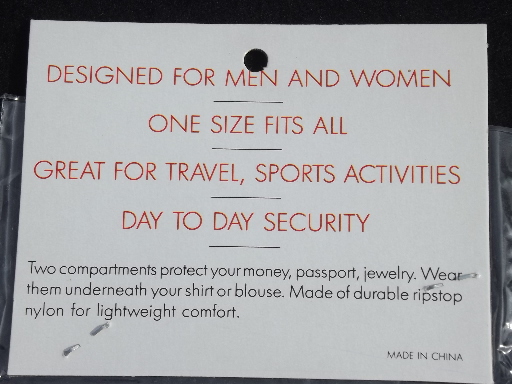 DESIGNED FOR MEN AND WOMEN
ONE SIZE FITS ALL
GREAT FOR TRAVEL, SPORTS ACTIVITIES
DAY TO DAY SECURITY
Two compartments protect your money, passport, jewelry. Wear
them underneath your shirt or blouse. Made of durable ripstop
nylon for lightweight comfort.
MADE IN CHINA